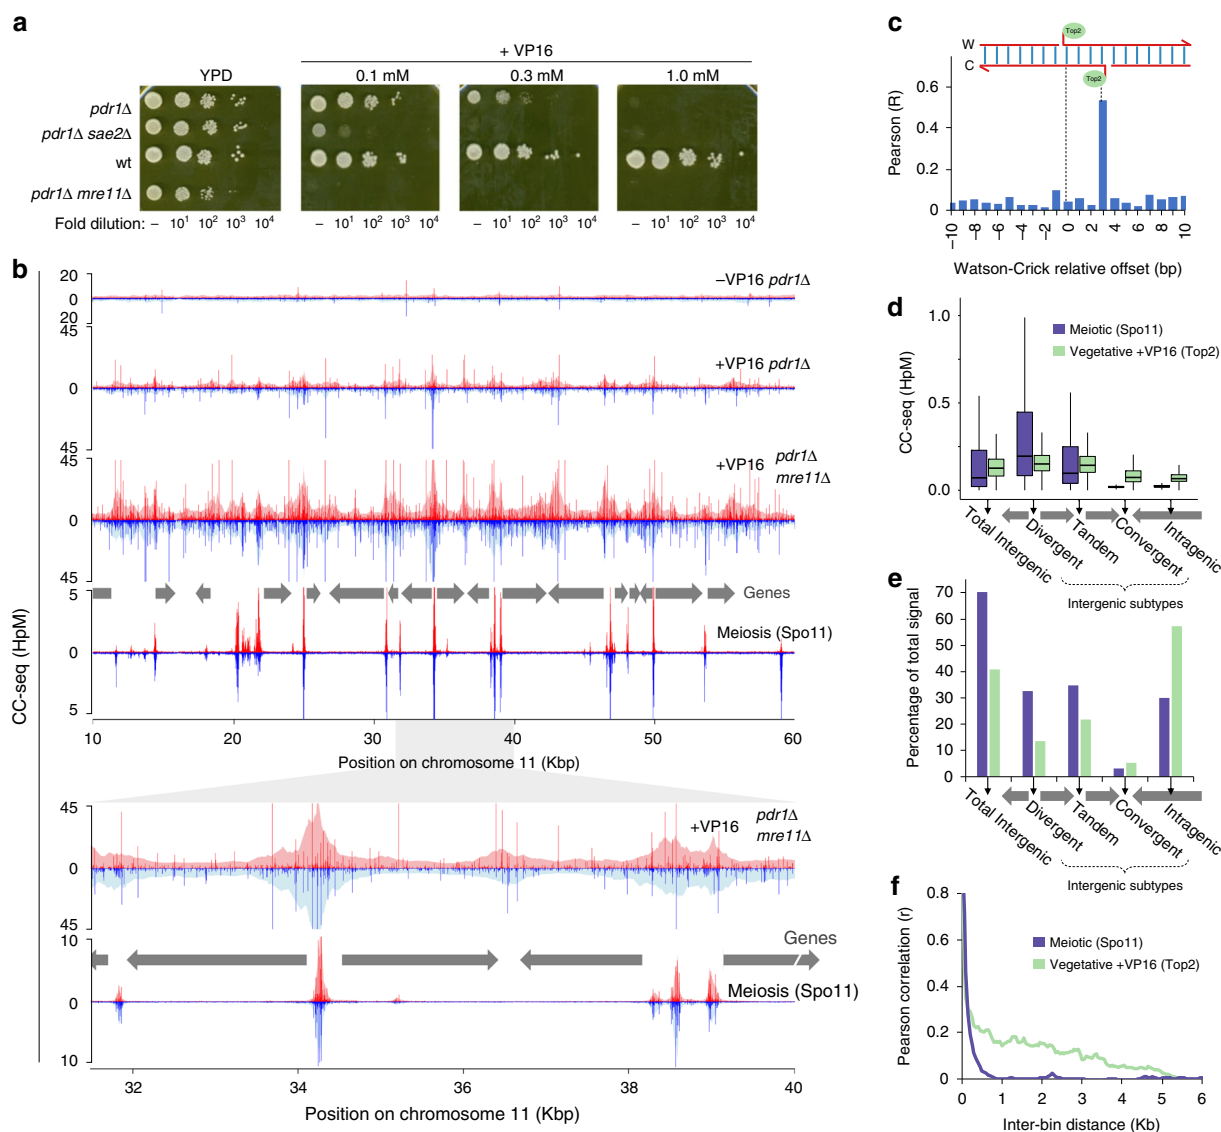 a
+ VP16
YPD
0.1 mM
0.3 mM
1.0 mM
pdr1Δ
pdr1Δ sae2Δ
wt
pdr1Δ mre11Δ
Fold dilution: – 10¹ 10² 10³ 10⁴ – 10¹ 10² 10³ 10⁴ – 10¹ 10² 10³ 10⁴ – 10¹ 10² 10³ 10⁴
b
CC-seq (HpM)
20
0
20
–VP16 pdr1Δ
45
0
45
+VP16 pdr1Δ
45
0
45
+VP16 pdr1Δ mre11Δ
Genes
5
0
5
Meiosis (Spo11)
10 20 30 40 50 60
Position on chromosome 11 (Kbp)
45
0
45
+VP16 pdr1Δ mre11Δ
Genes
10
0
10
Meiosis (Spo11)
32 34 36 38 40
Position on chromosome 11 (Kbp)
c
W
C
Top2
Top2
Pearson (R)
0.6
0.4
0.2
0
–10 –8 –6 –4 –2 0 2 4 6 8 10
Watson-Crick relative offset (bp)
d
CC-seq (HpM)
1.0
0.5
0.0
Meiotic (Spo11)
Vegetative +VP16 (Top2)
Total Intergenic
Divergent
Tandem
Convergent
Intragenic
Intergenic subtypes
e
Percentage of total signal
70
60
50
40
30
20
10
0
Total Intergenic
Divergent
Tandem
Convergent
Intragenic
Intergenic subtypes
f
Pearson correlation (r)
0.8
0.6
0.4
0.2
0
Meiotic (Spo11)
Vegetative +VP16 (Top2)
0 1 2 3 4 5 6
Inter-bin distance (Kb)